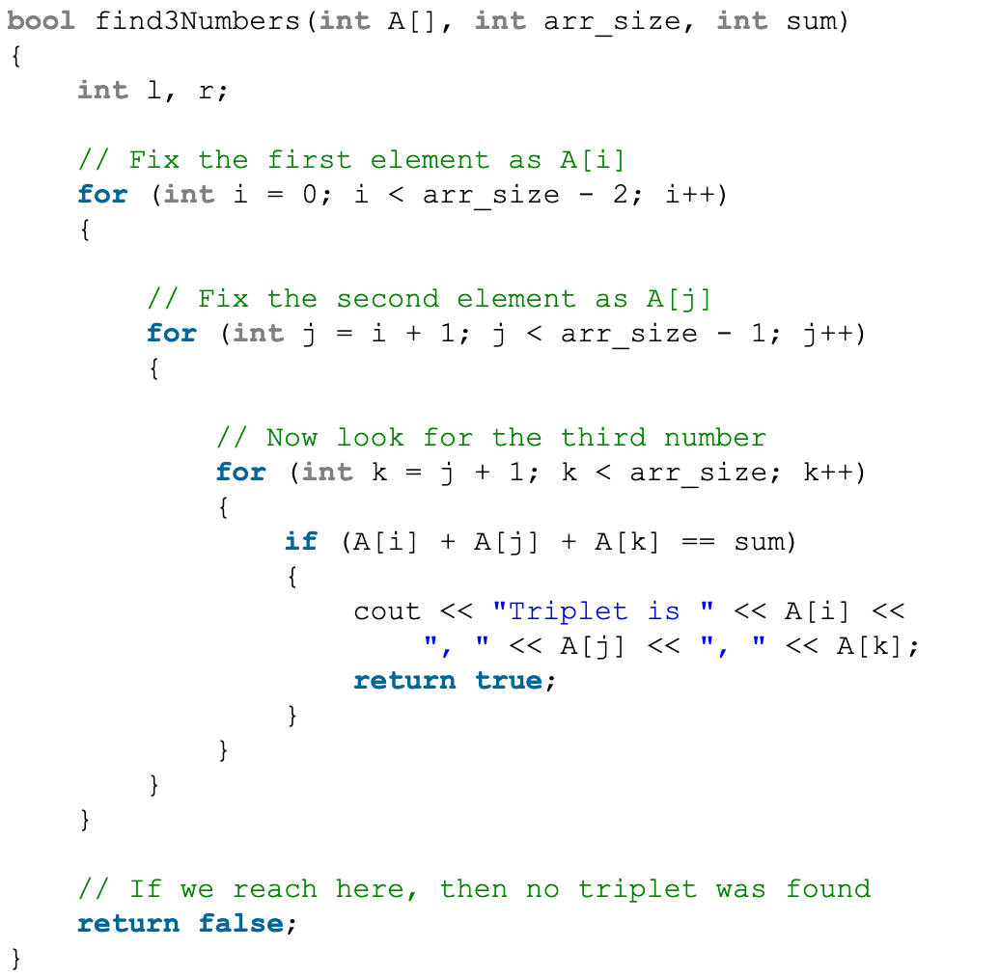 bool find3Numbers(int A[], int arr_size, int sum)
{
    int l, r;

    // Fix the first element as A[i]
    for (int i = 0; i < arr_size - 2; i++)
    {

        // Fix the second element as A[j]
        for (int j = i + 1; j < arr_size - 1; j++)
        {

            // Now look for the third number
            for (int k = j + 1; k < arr_size; k++)
            {
                if (A[i] + A[j] + A[k] == sum)
                {
                    cout << "Triplet is " << A[i] <<
                        ", " << A[j] << ", " << A[k];
                    return true;
                }
            }
        }
    }

    // If we reach here, then no triplet was found
    return false;
}